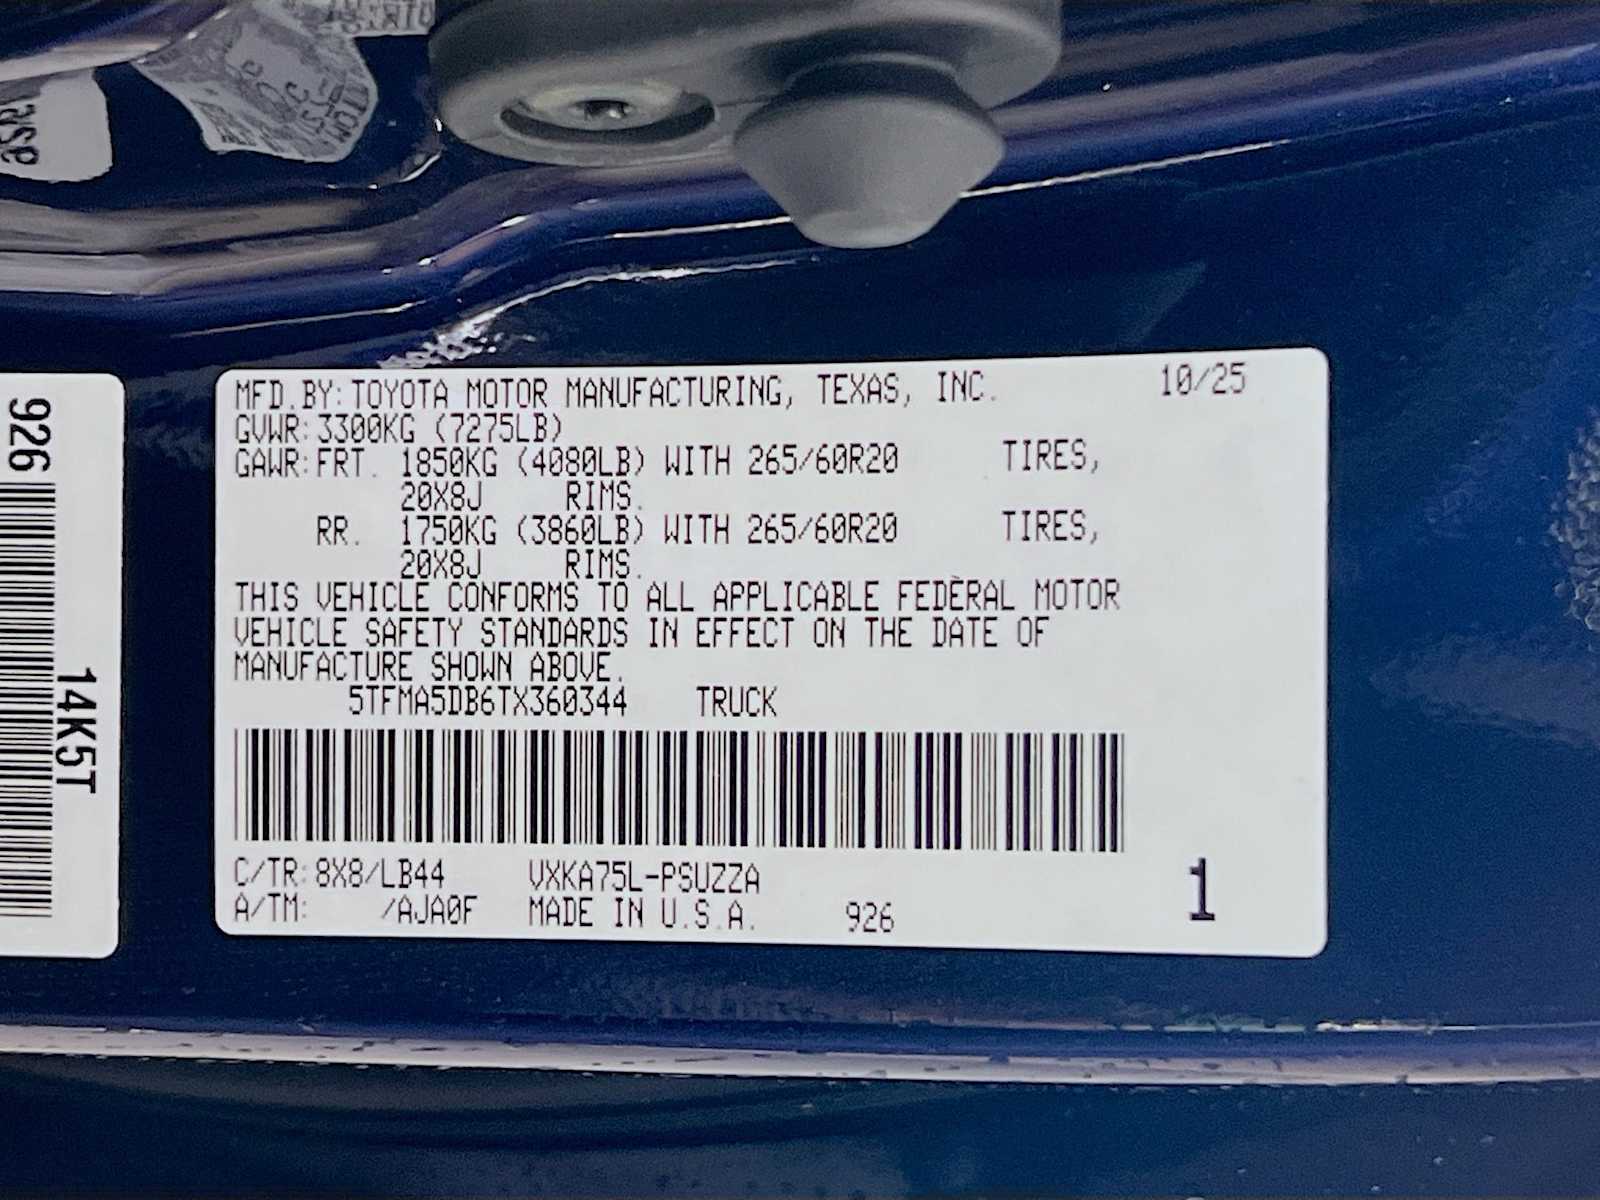 MFD.BY:TOYOTA MOTOR MANUFACTURING, TEXAS, INC. 10/25
GVWR:3300KG (7275LB)
GAWR:FRT. 1850KG (4080LB) WITH 265/60R20 TIRES,
20X8J RIMS.
RR. 1750KG (3860LB) WITH 265/60R20 TIRES,
20X8J RIMS.
THIS VEHICLE CONFORMS TO ALL APPLICABLE FEDERAL MOTOR
VEHICLE SAFETY STANDARDS IN EFFECT ON THE DATE OF
MANUFACTURE SHOWN ABOVE.
5TFMA5DB6TX360344 TRUCK
C/TR:8X8/LB44 VXKA75L-PSUZZA
A/TM: /AJA0F MADE IN U.S.A. 926
1
926
14K5T